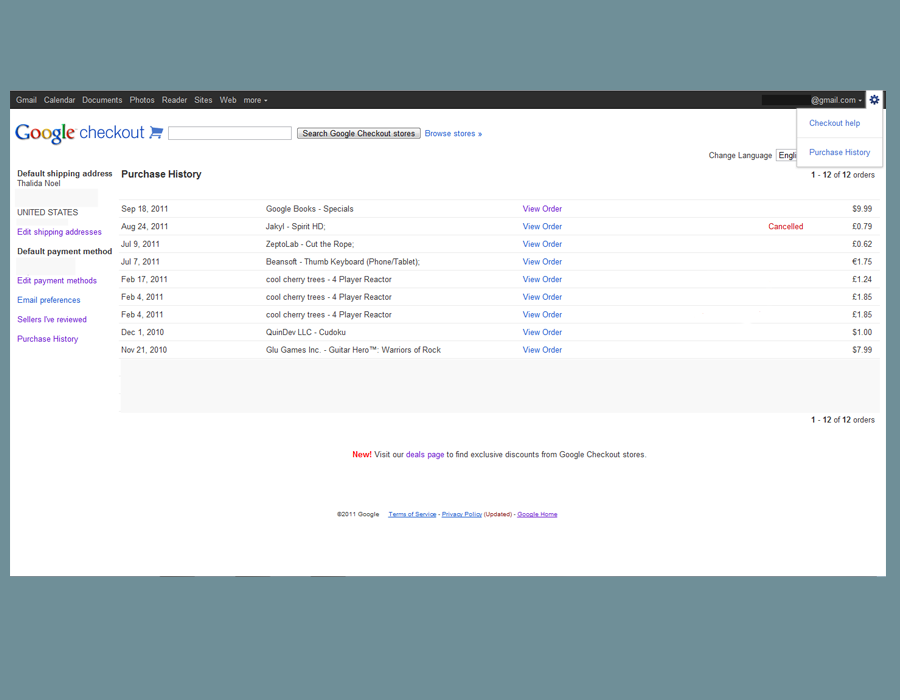 Gmail Calendar Documents Photos Reader Sites Web more @gmail.com
Google checkout Search Google Checkout stores Browse stores »
Checkout help
Purchase History
Change Language Engli
Default shipping address
Thalida Noel
UNITED STATES
Edit shipping addresses
Default payment method
Edit payment methods
Email preferences
Sellers I've reviewed
Purchase History
Purchase History 1 - 12 of 12 orders
Sep 18, 2011 Google Books - Specials View Order $9.99
Aug 24, 2011 Jakyl - Spirit HD; View Order Cancelled £0.79
Jul 9, 2011 ZeptoLab - Cut the Rope; View Order £0.62
Jul 7, 2011 Beansoft - Thumb Keyboard (Phone/Tablet); View Order €1.75
Feb 17, 2011 cool cherry trees - 4 Player Reactor View Order £1.24
Feb 4, 2011 cool cherry trees - 4 Player Reactor View Order £1.85
Feb 4, 2011 cool cherry trees - 4 Player Reactor View Order £1.85
Dec 1, 2010 QuinDev LLC - Cudoku View Order $1.00
Nov 21, 2010 Glu Games Inc. - Guitar Hero™: Warriors of Rock View Order $7.99
1 - 12 of 12 orders
New! Visit our deals page to find exclusive discounts from Google Checkout stores.
©2011 Google Terms of Service - Privacy Policy (Updated) - Google Home